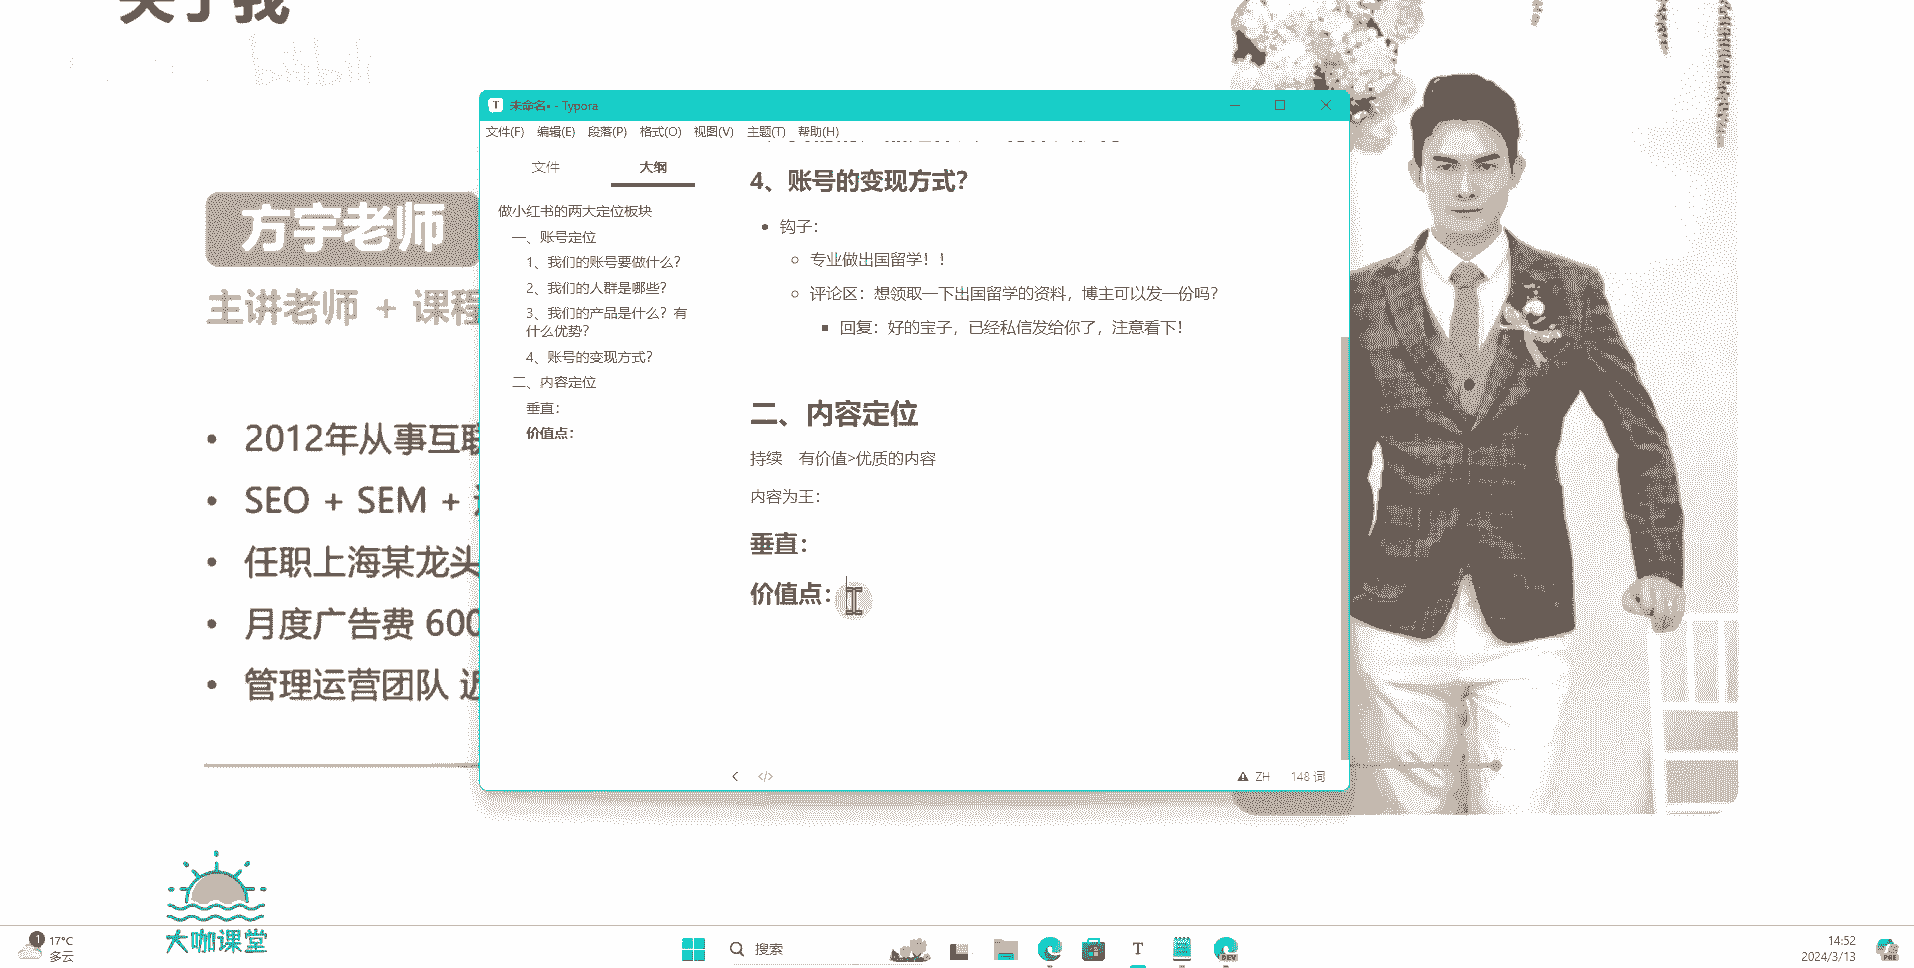 关于我
bilibili
未命名• - Typora
文件(F) 编辑(E) 段落(P) 格式(O) 视图(V) 主题(T) 帮助(H)
文件 大纲
做小红书的两大定位板块
一、账号定位
1、我们的账号要做什么？
2、我们的人群是哪些？
3、我们的产品是什么？有
什么优势？
4、账号的变现方式？
二、内容定位
垂直：
价值点：
4、账号的变现方式？
钩子：
专业做出国留学！！
评论区：想领取一下出国留学的资料，博主可以发一份吗？
回复：好的宝子，已经私信发给你了，注意看下！
二、内容定位
持续 有价值>优质的内容
内容为王：
垂直：
价值点：
ZH 148 词
方宇老师
主讲老师 + 课程
2012年从事互联
SEO + SEM +
任职上海某龙头
月度广告费 600
管理运营团队 近
大咖课堂
1 17°C
多云
搜索
T
DEV
14:52
2024/3/13
PRE